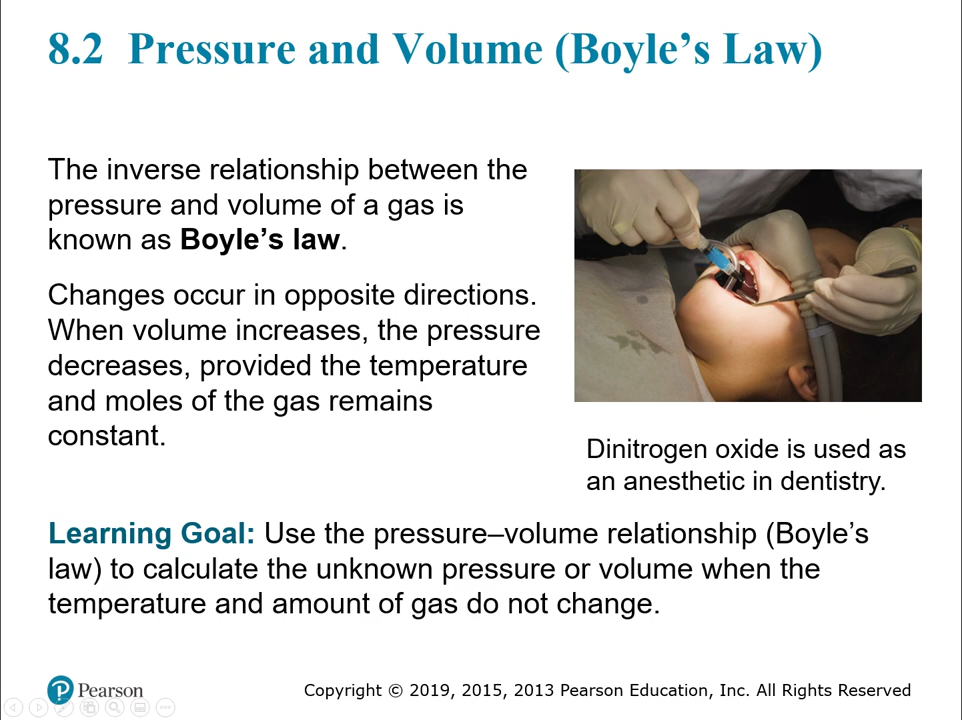 8.2 Pressure and Volume (Boyle’s Law)
The inverse relationship between the
pressure and volume of a gas is
known as Boyle’s law.
Changes occur in opposite directions.
When volume increases, the pressure
decreases, provided the temperature
and moles of the gas remains
constant.
Dinitrogen oxide is used as
an anesthetic in dentistry.
Learning Goal: Use the pressure–volume relationship (Boyle’s
law) to calculate the unknown pressure or volume when the
temperature and amount of gas do not change.
Pearson
Copyright © 2019, 2015, 2013 Pearson Education, Inc. All Rights Reserved